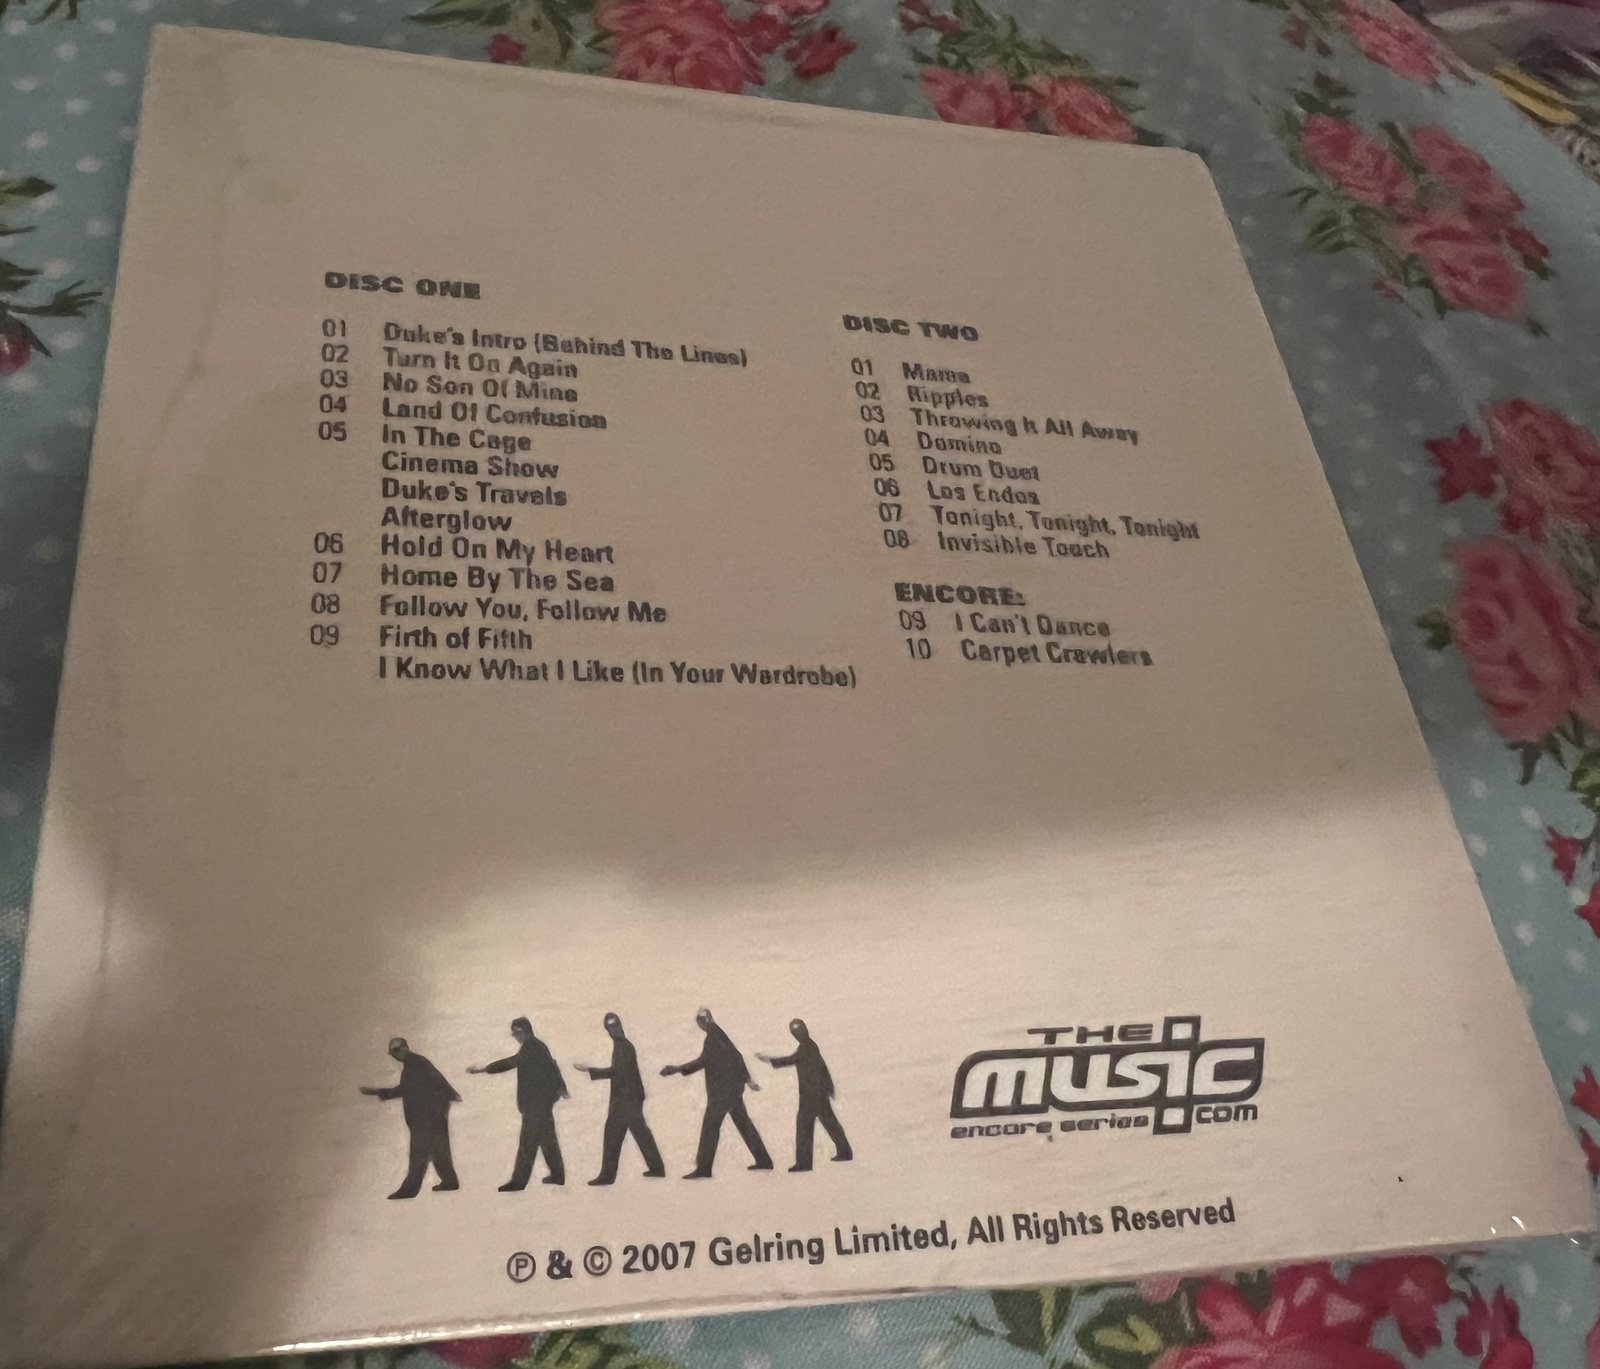 DISC ONE
01 Duke's Intro (Behind The Lines)
02 Turn It On Again
03 No Son Of Mine
04 Land Of Confusion
05 In The Cage
Cinema Show
Duke's Travels
Afterglow
06 Hold On My Heart
07 Home By The Sea
08 Follow You, Follow Me
09 Firth of Fifth
I Know What I Like (In Your Wardrobe)
DISC TWO
01 Mama
02 Ripples
03 Throwing It All Away
04 Domino
05 Drum Duet
06 Los Endos
07 Tonight, Tonight, Tonight
08 Invisible Touch
ENCORE:
09 I Can't Dance
10 Carpet Crawlers
THE
music
encore series .com
Ⓟ & © 2007 Gelring Limited, All Rights Reserved